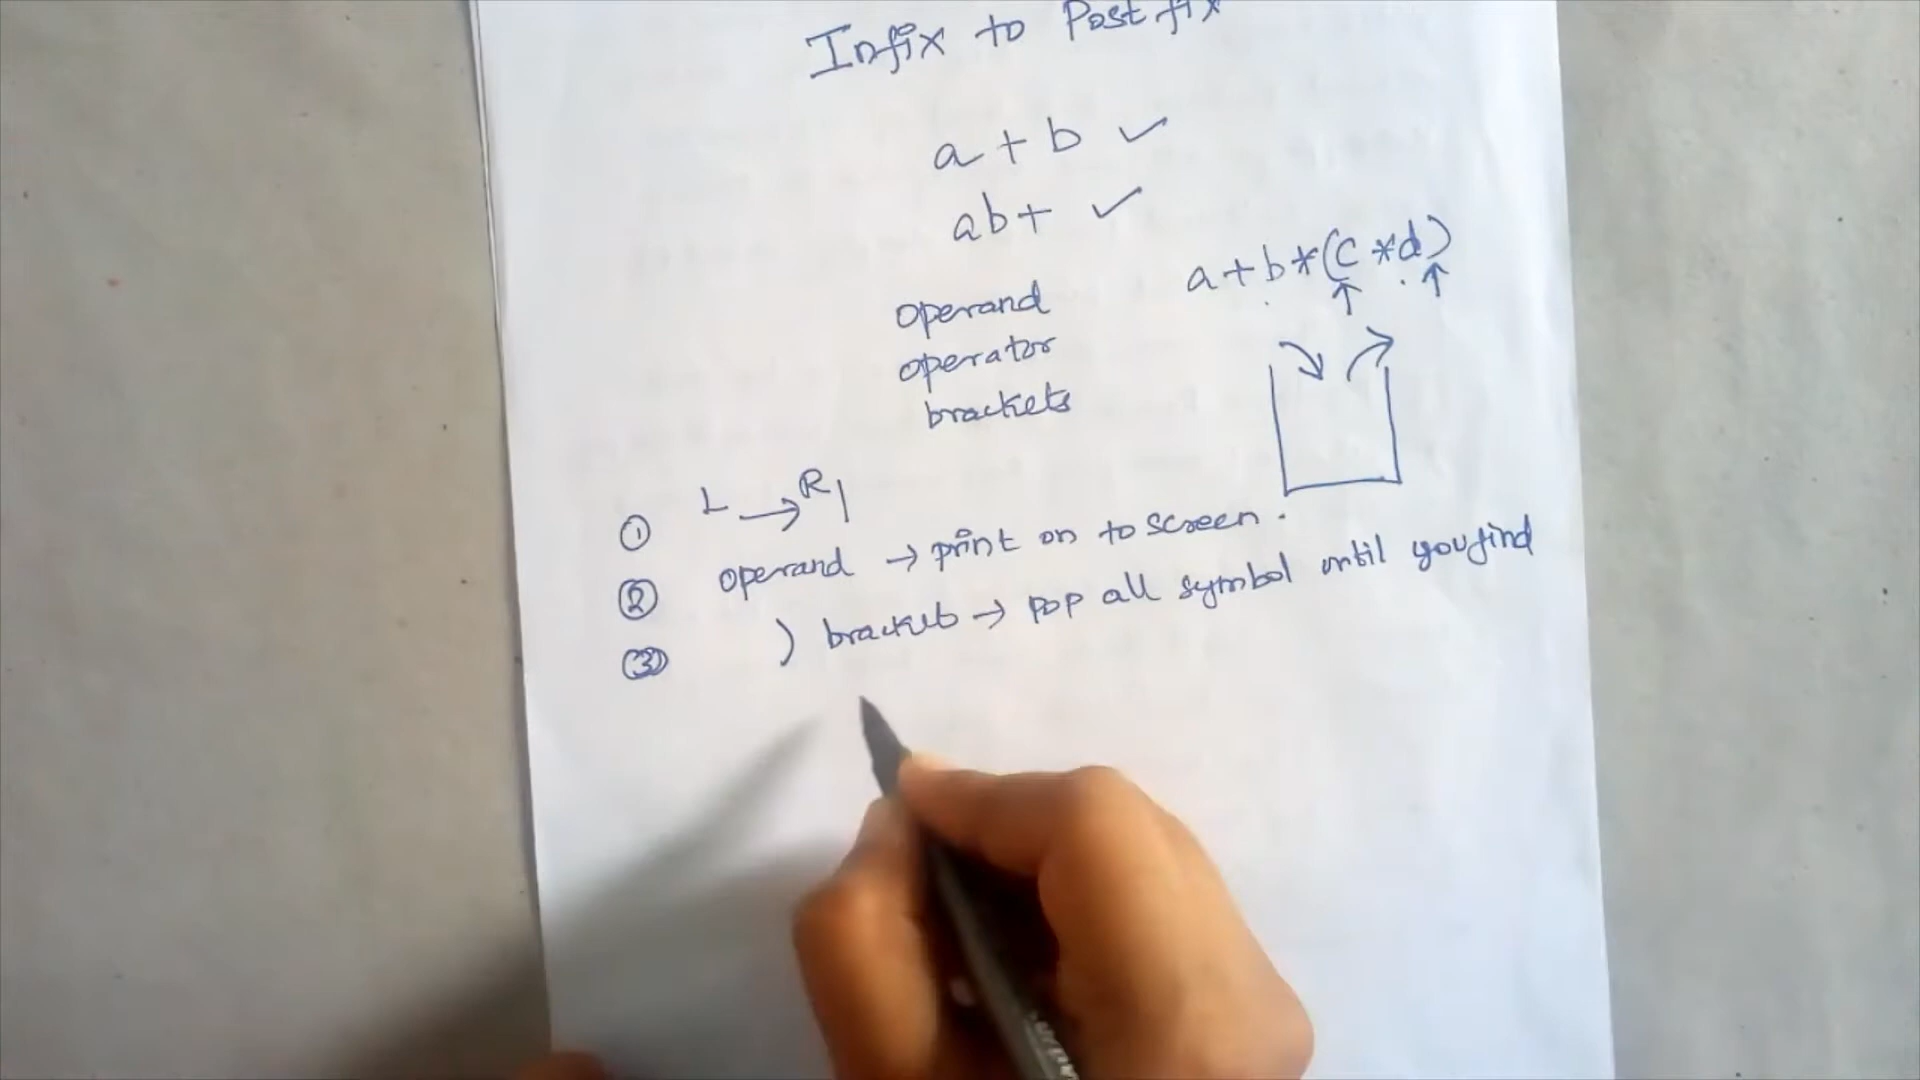 Infix to Postfix
a + b ✓
ab+ ✓
a+b*(c*d)
operand
operator
brackets
① L → R
② operand → print on to screen.
③ ) bracket → pop all symbol until you find